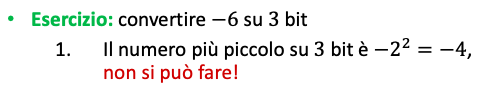 • Esercizio: convertire −6 su 3 bit
1. Il numero più piccolo su 3 bit è −2² = −4,
non si può fare!